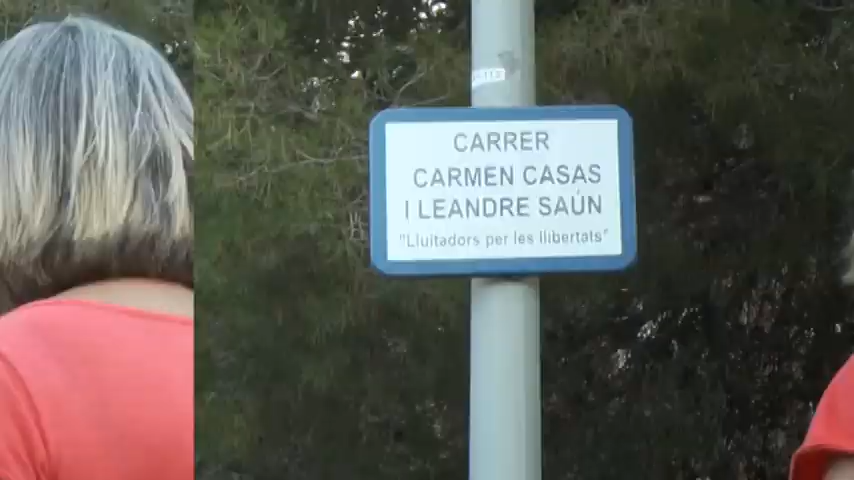 CARRER
CARMEN CASAS
I LEANDRE SAÚN
"Lluitadors per les llibertats"